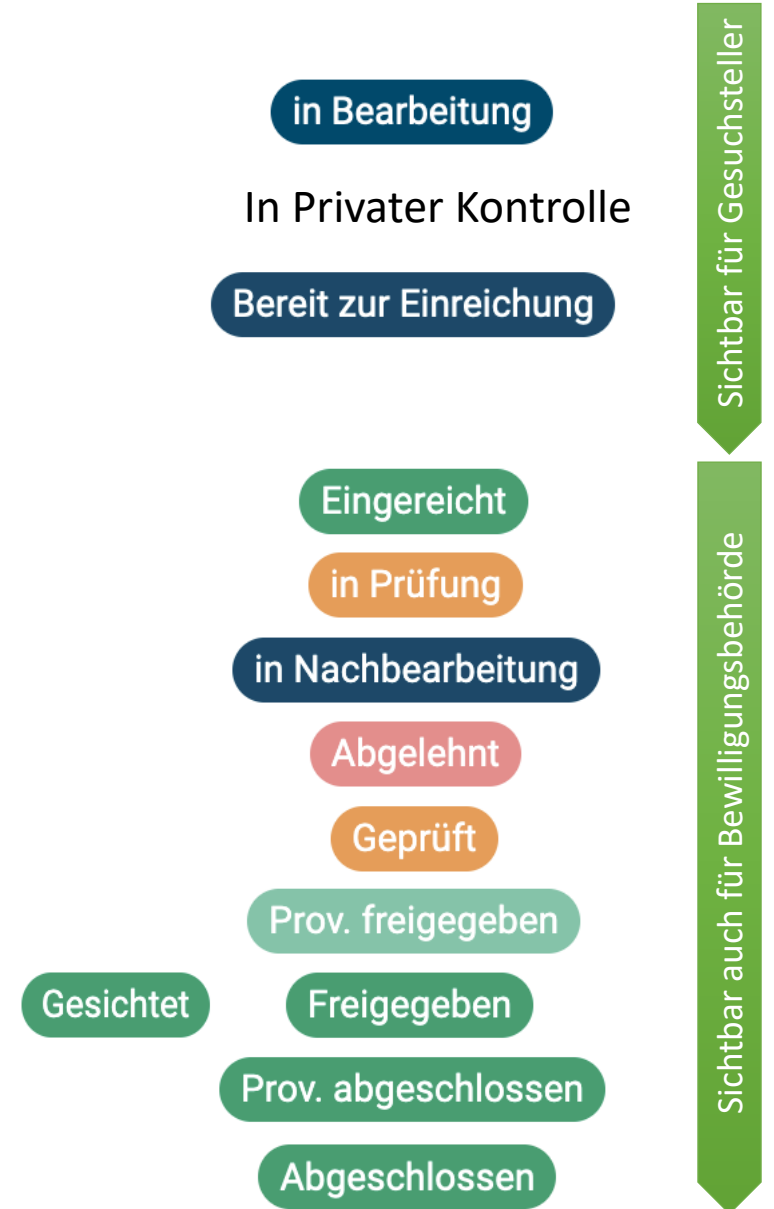 in Bearbeitung
In Privater Kontrolle
Bereit zur Einreichung
Sichtbar für Gesuchsteller
Eingereicht
in Prüfung
in Nachbearbeitung
Abgelehnt
Geprüft
Prov. freigegeben
Gesichtet
Freigegeben
Prov. abgeschlossen
Abgeschlossen
Sichtbar auch für Bewilligungsbehörde